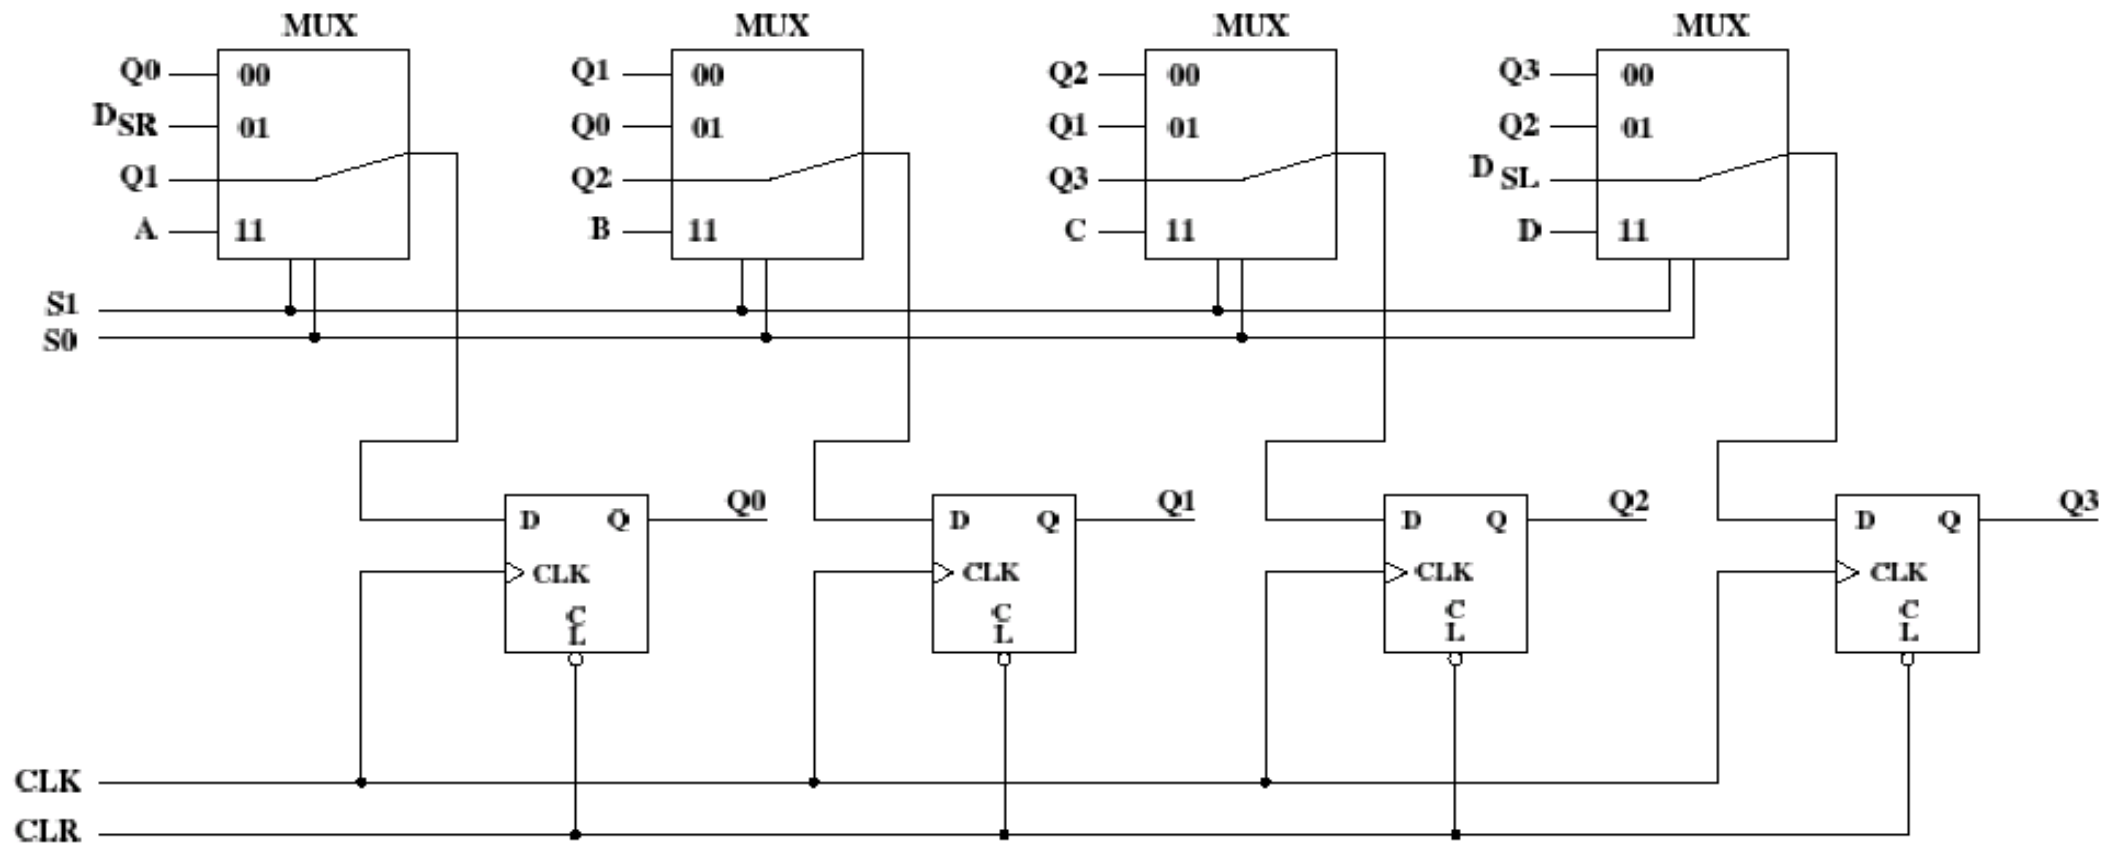 MUX MUX MUX MUX
Q0 00 Q1 00 Q2 00 Q3 00
DSR 01 Q0 01 Q1 01 Q2 01
Q1 Q2 Q3 D SL
A 11 B 11 C 11 D 11
S1
S0
Q0 Q1 Q2 Q3
D Q D Q D Q D Q
CLK CLK CLK CLK
C C C C
L L L L
CLK
CLR